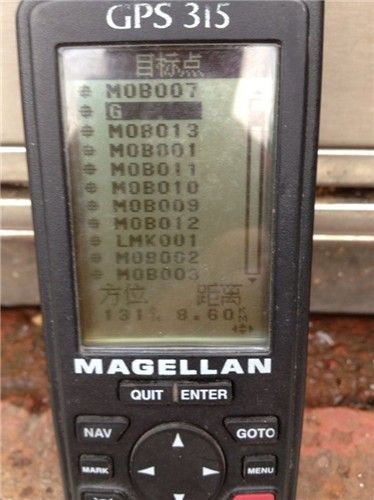 GPS 315
目标点
MOB007
G
MOB013
MOB001
MOB011
MOB010
MOB009
MOB012
LMK001
MOB002
MOB003
方位 距离
131% 8.60 KM
MAGELLAN
QUIT ENTER
NAV GOTO
MARK MENU